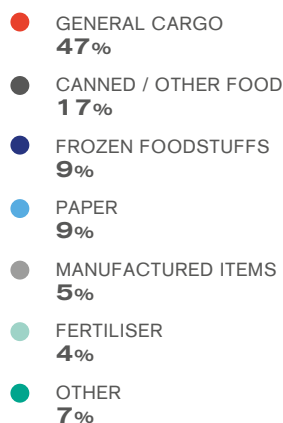 GENERAL CARGO
47%
CANNED / OTHER FOOD
17%
FROZEN FOODSTUFFS
9%
PAPER
9%
MANUFACTURED ITEMS
5%
FERTILISER
4%
OTHER
7%